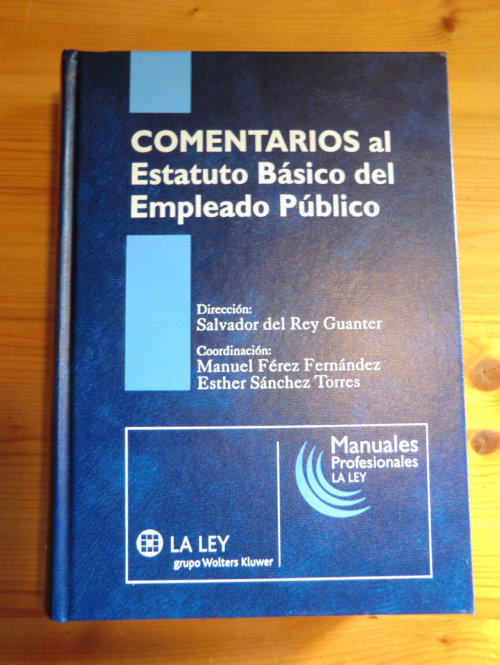 COMENTARIOS al
Estatuto Básico del
Empleado Público
Dirección:
Salvador del Rey Guanter
Coordinación:
Manuel Férez Fernández
Esther Sánchez Torres
Manuales
Profesionales
LA LEY
LA LEY
grupo Wolters Kluwer